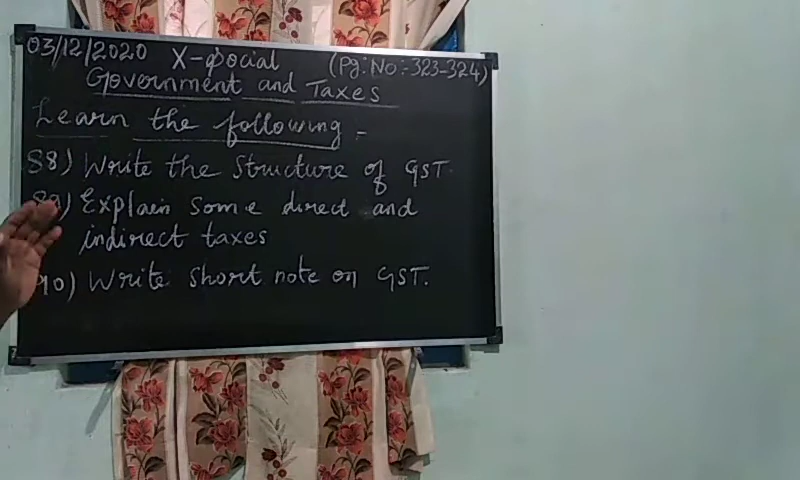 03/12/2020 X-social (Pg: No:-323-324)
Government and Taxes
Learn the following:-
88) Write the structure of GST.
89) Explain some direct and
indirect taxes
90) Write short note on GST.